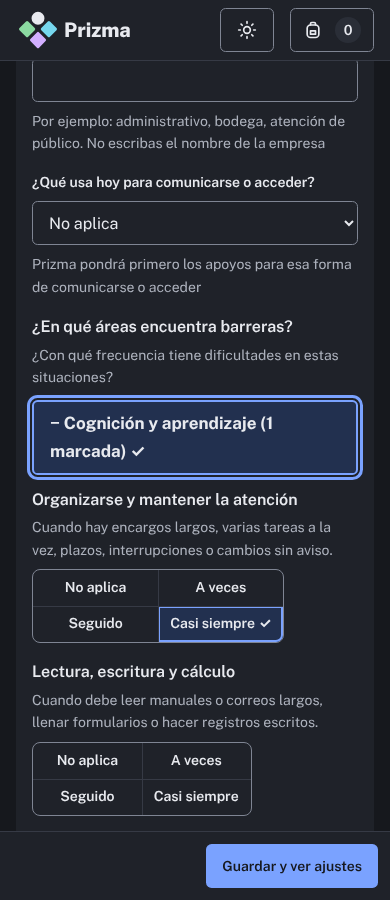 Prizma
0
Por ejemplo: administrativo, bodega, atención de
público. No escribas el nombre de la empresa
¿Qué usa hoy para comunicarse o acceder?
No aplica
Prizma pondrá primero los apoyos para esa forma
de comunicarse o acceder
¿En qué áreas encuentra barreras?
¿Con qué frecuencia tiene dificultades en estas
situaciones?
− Cognición y aprendizaje (1
marcada) ✓
Organizarse y mantener la atención
Cuando hay encargos largos, varias tareas a la
vez, plazos, interrupciones o cambios sin aviso.
No aplica
A veces
Seguido
Casi siempre ✓
Lectura, escritura y cálculo
Cuando debe leer manuales o correos largos,
llenar formularios o hacer registros escritos.
No aplica
A veces
Seguido
Casi siempre
Guardar y ver ajustes